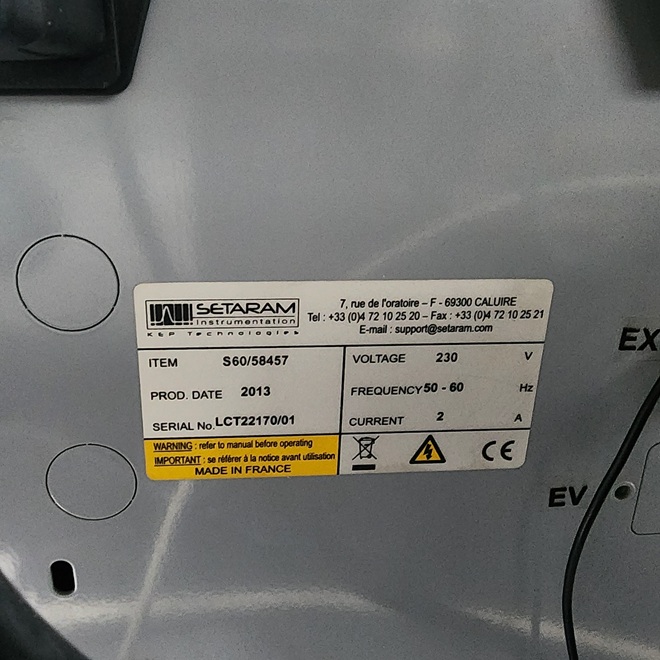 SETARAM
Instrumentation
KEP Technologies
7, rue de l'oratoire – F - 69300 CALUIRE
Tel : +33 (0)4 72 10 25 20 – Fax : +33 (0)4 72 10 25 21
E-mail : support@setaram.com
ITEM S60/58457
PROD. DATE 2013
SERIAL No. LCT22170/01
VOLTAGE 230 V
FREQUENCY 50 - 60 Hz
CURRENT 2 A
WARNING : refer to manual before operating
IMPORTANT : se référer à la notice avant utilisation
MADE IN FRANCE
CE
EX
EV